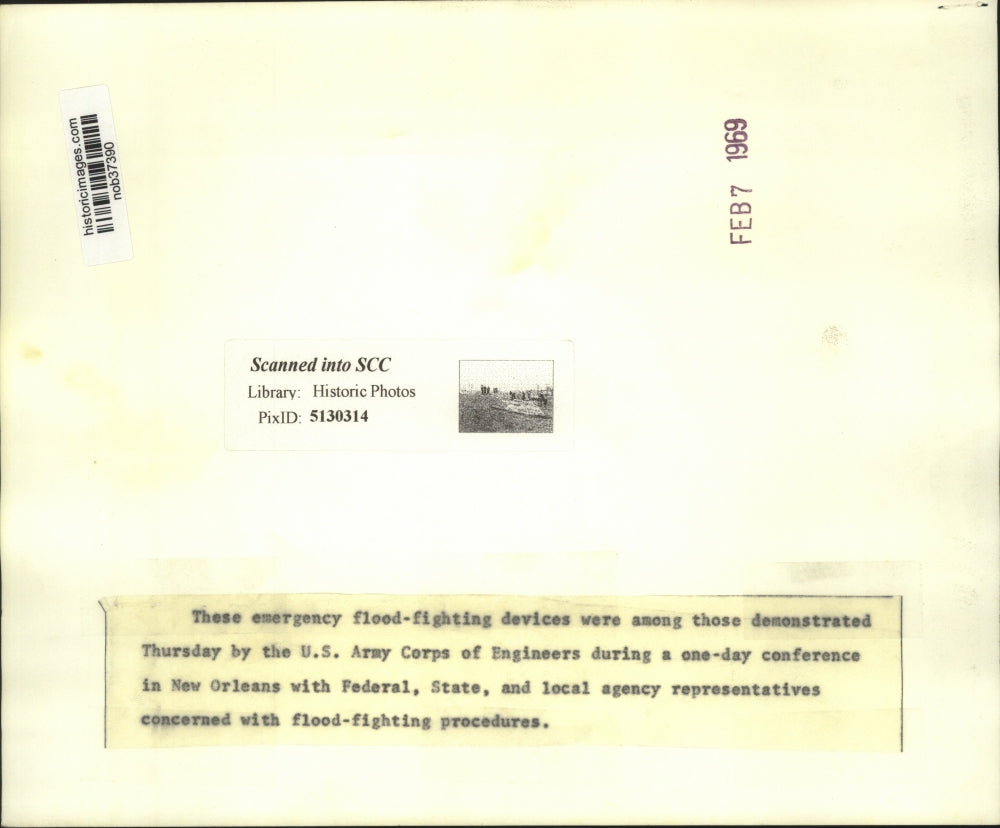 historicimages.com
nob37390
FEB 7 1969
Scanned into SCC
Library: Historic Photos
PixID: 5130314
These emergency flood-fighting devices were among those demonstrated
Thursday by the U.S. Army Corps of Engineers during a one-day conference
in New Orleans with Federal, State, and local agency representatives
concerned with flood-fighting procedures.